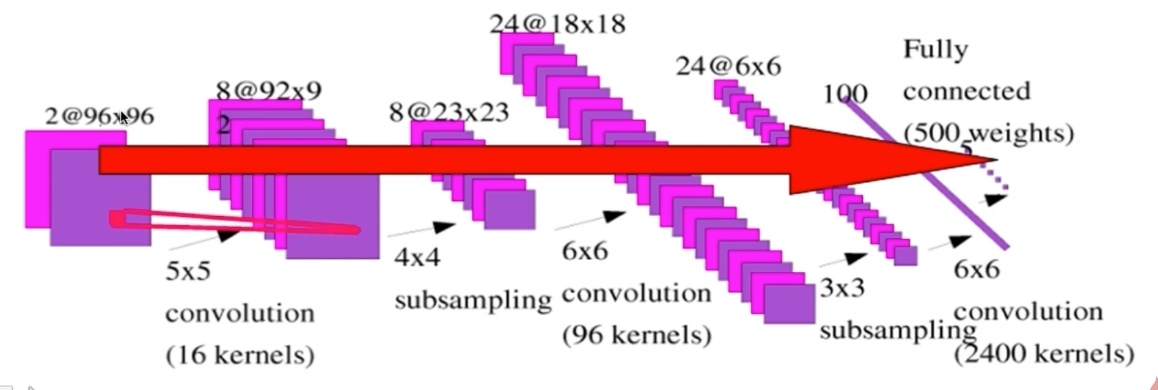 2@96x96
8@92x9
2
8@23x23
24@18x18
24@6x6
100
Fully
connected
(500 weights)
5
5x5
convolution
(16 kernels)
4x4
subsampling
6x6
convolution
(96 kernels)
3x3
subsampling
6x6
convolution
(2400 kernels)